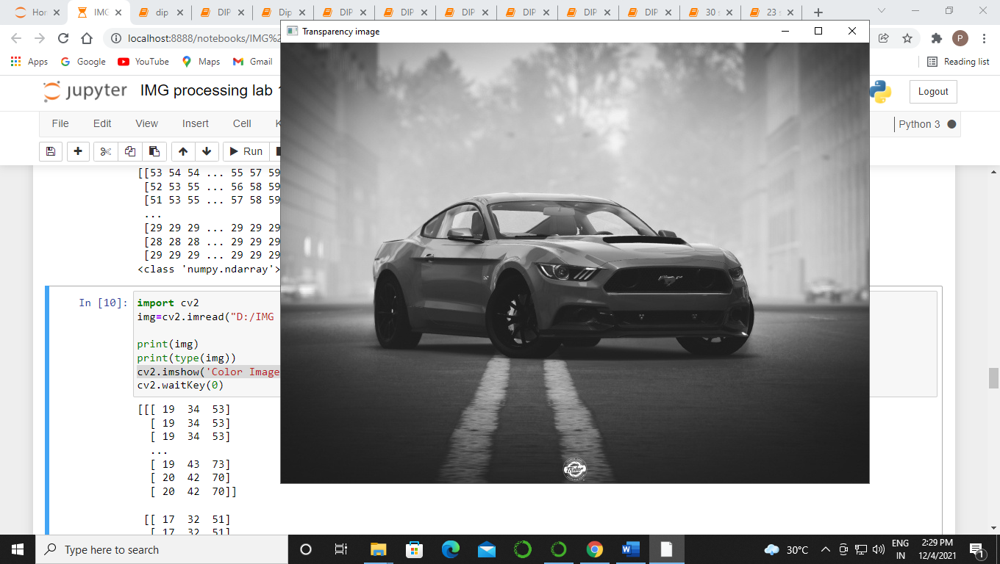 Hor
IMG
dip
DIP
Dip
DIP
DIP
DIP
DIP
DIP
DIP
30 s
23 s
Transparency image
localhost:8888/notebooks/IMG%2
P
Apps
Google
YouTube
Maps
Gmail
Reading list
jupyter
IMG processing lab
Logout
File
Edit
View
Insert
Cell
Python 3
Run
[[53 54 54 ... 55 57 59
[52 53 55 ... 56 58 59
[51 53 55 ... 57 58 59
...
[29 29 29 ... 29 29 29
[28 28 28 ... 29 29 29
[29 29 29 ... 29 29 29
<class 'numpy.ndarray'>
In [10]:
import cv2
img=cv2.imread("D:/IMG
print(img)
print(type(img))
cv2.imshow('Color Image
cv2.waitKey(0)
[[[ 19 34 53]
[ 19 34 53]
[ 19 34 53]
...
[ 19 43 73]
[ 20 42 70]
[ 20 42 70]]
[[ 17 32 51]
[ 17 32 51]
Type here to search
30°C
ENG
IN
2:29 PM
12/4/2021
1